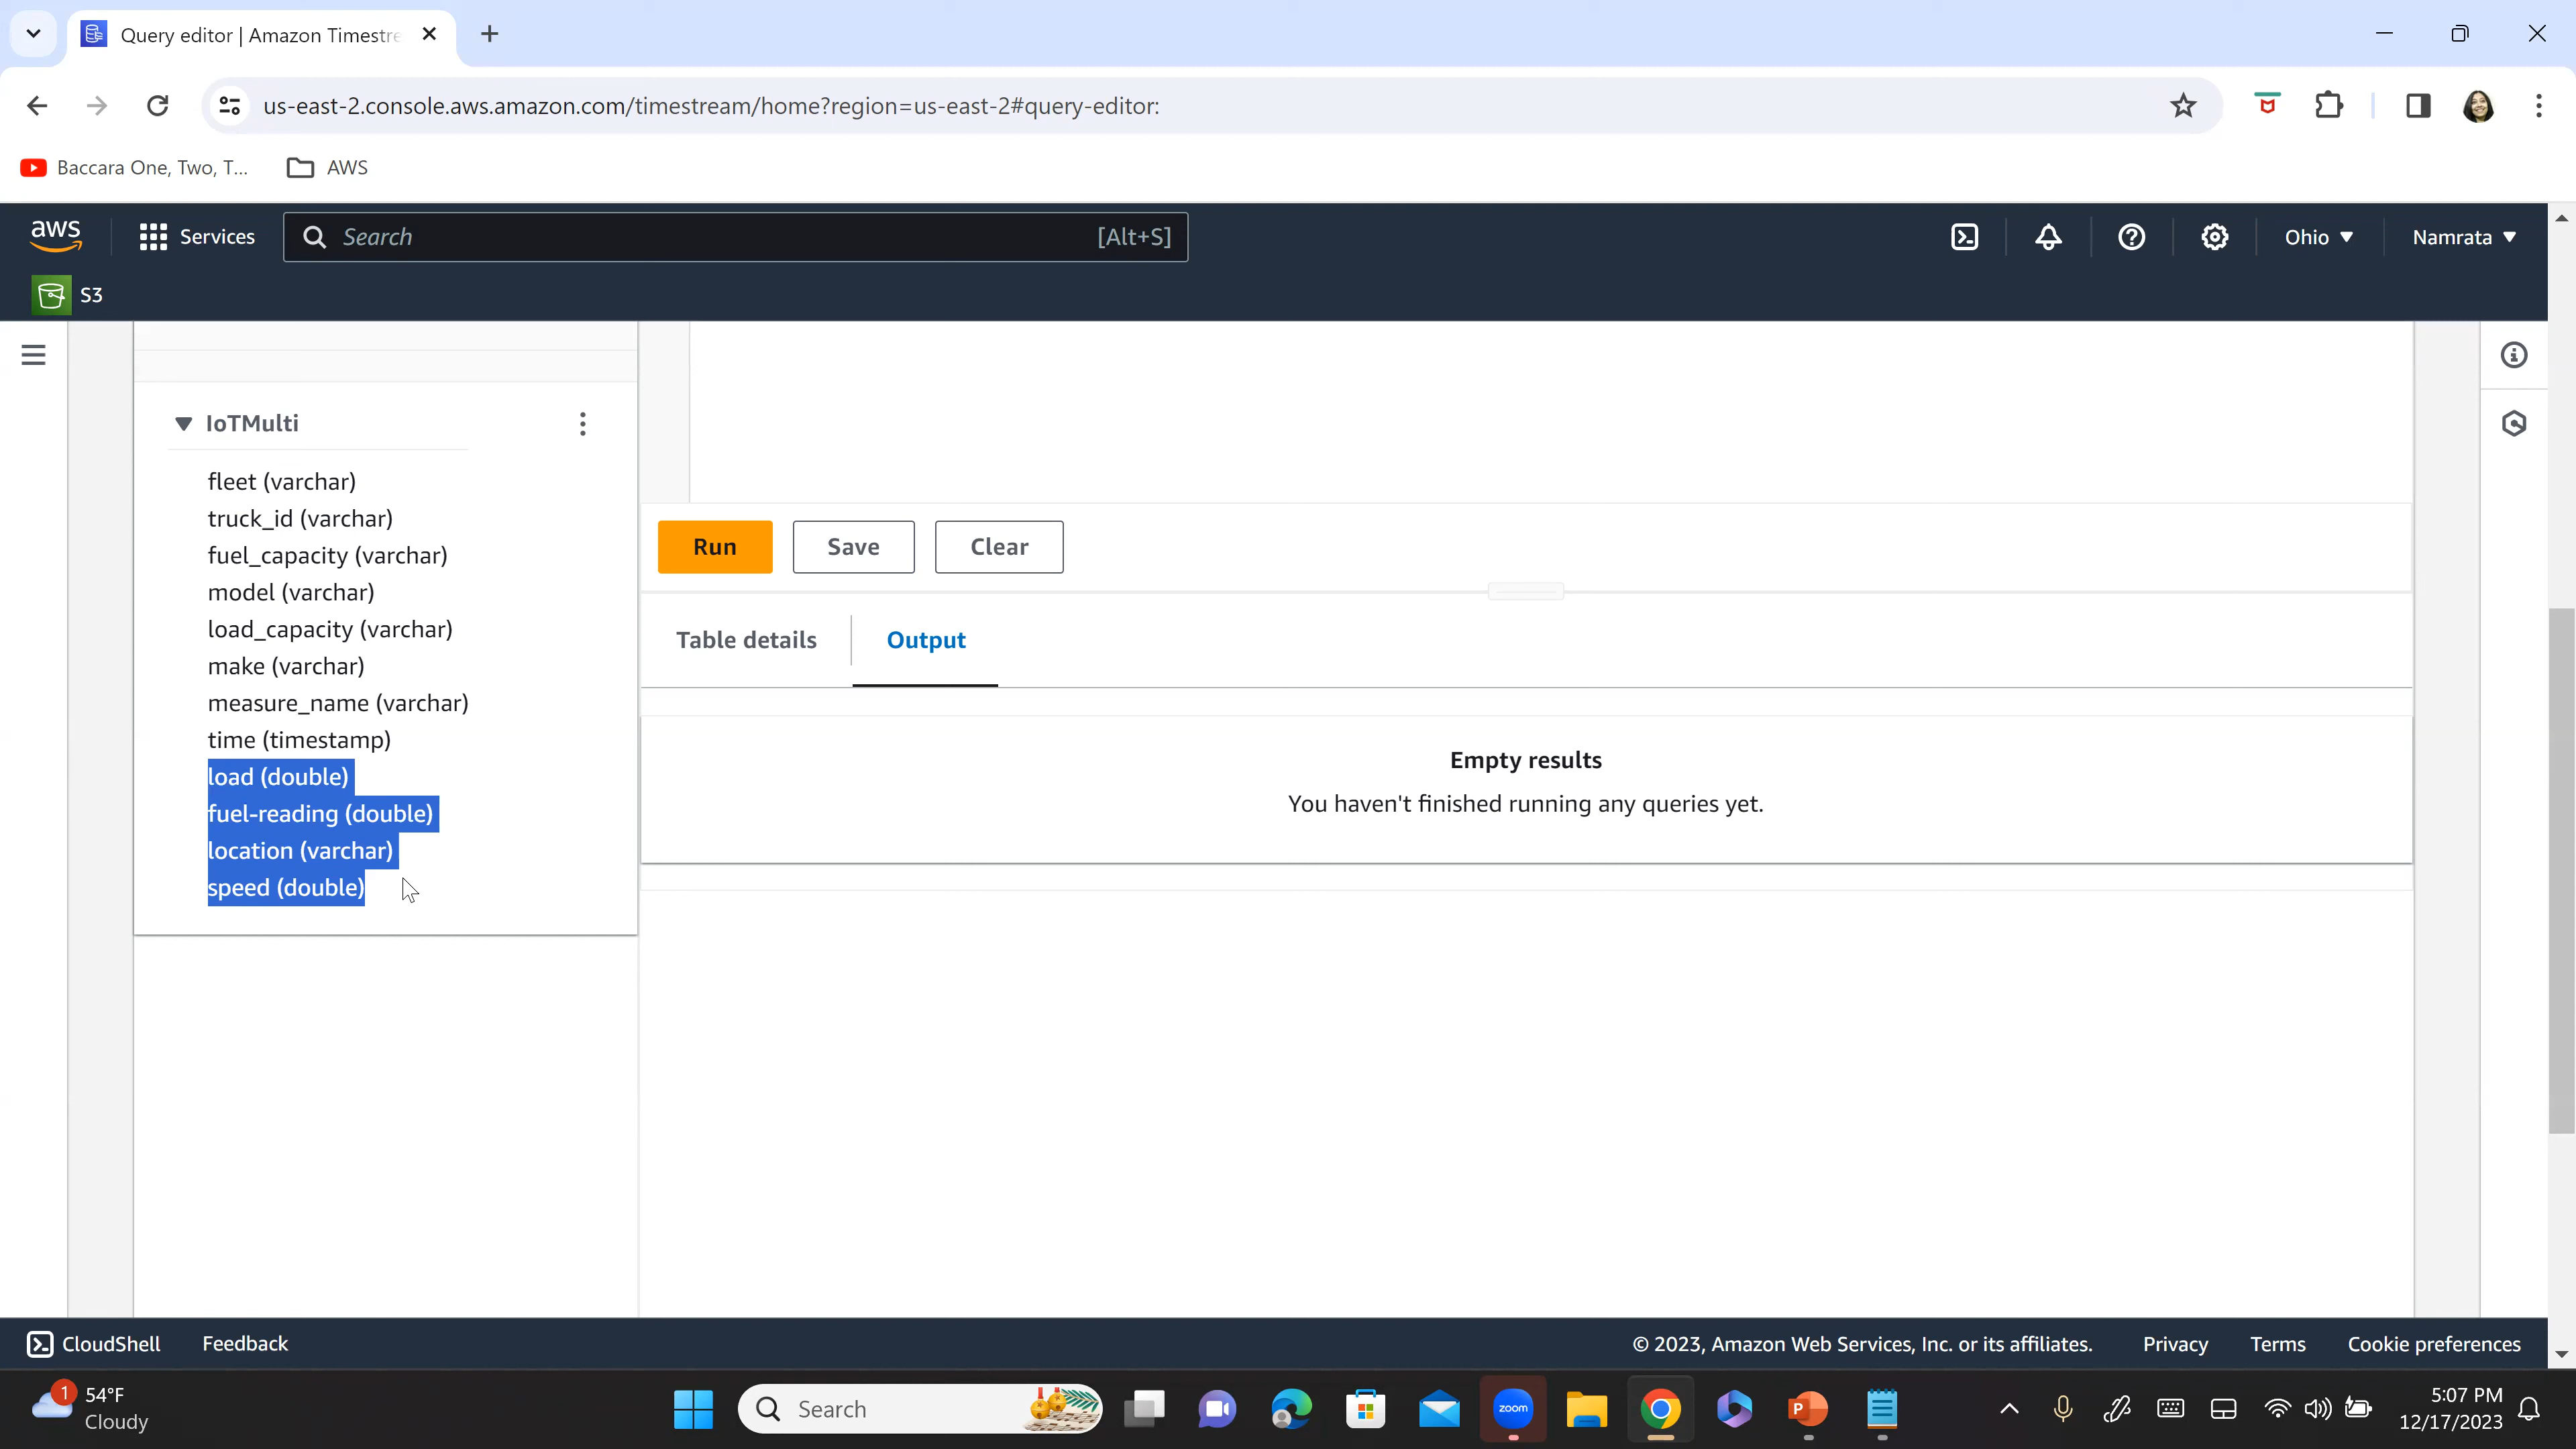 Query editor | Amazon Timestre
us-east-2.console.aws.amazon.com/timestream/home?region=us-east-2#query-editor:
Baccara One, Two, T...
AWS
aws
Services
Search
[Alt+S]
Ohio
Namrata
S3
IoTMulti
fleet (varchar)
truck_id (varchar)
fuel_capacity (varchar)
model (varchar)
load_capacity (varchar)
make (varchar)
measure_name (varchar)
time (timestamp)
load (double)
fuel-reading (double)
location (varchar)
speed (double)
Run
Save
Clear
Table details
Output
Empty results
You haven't finished running any queries yet.
CloudShell
Feedback
© 2023, Amazon Web Services, Inc. or its affiliates.
Privacy
Terms
Cookie preferences
1
54°F
Cloudy
Search
zoom
P
5:07 PM
12/17/2023